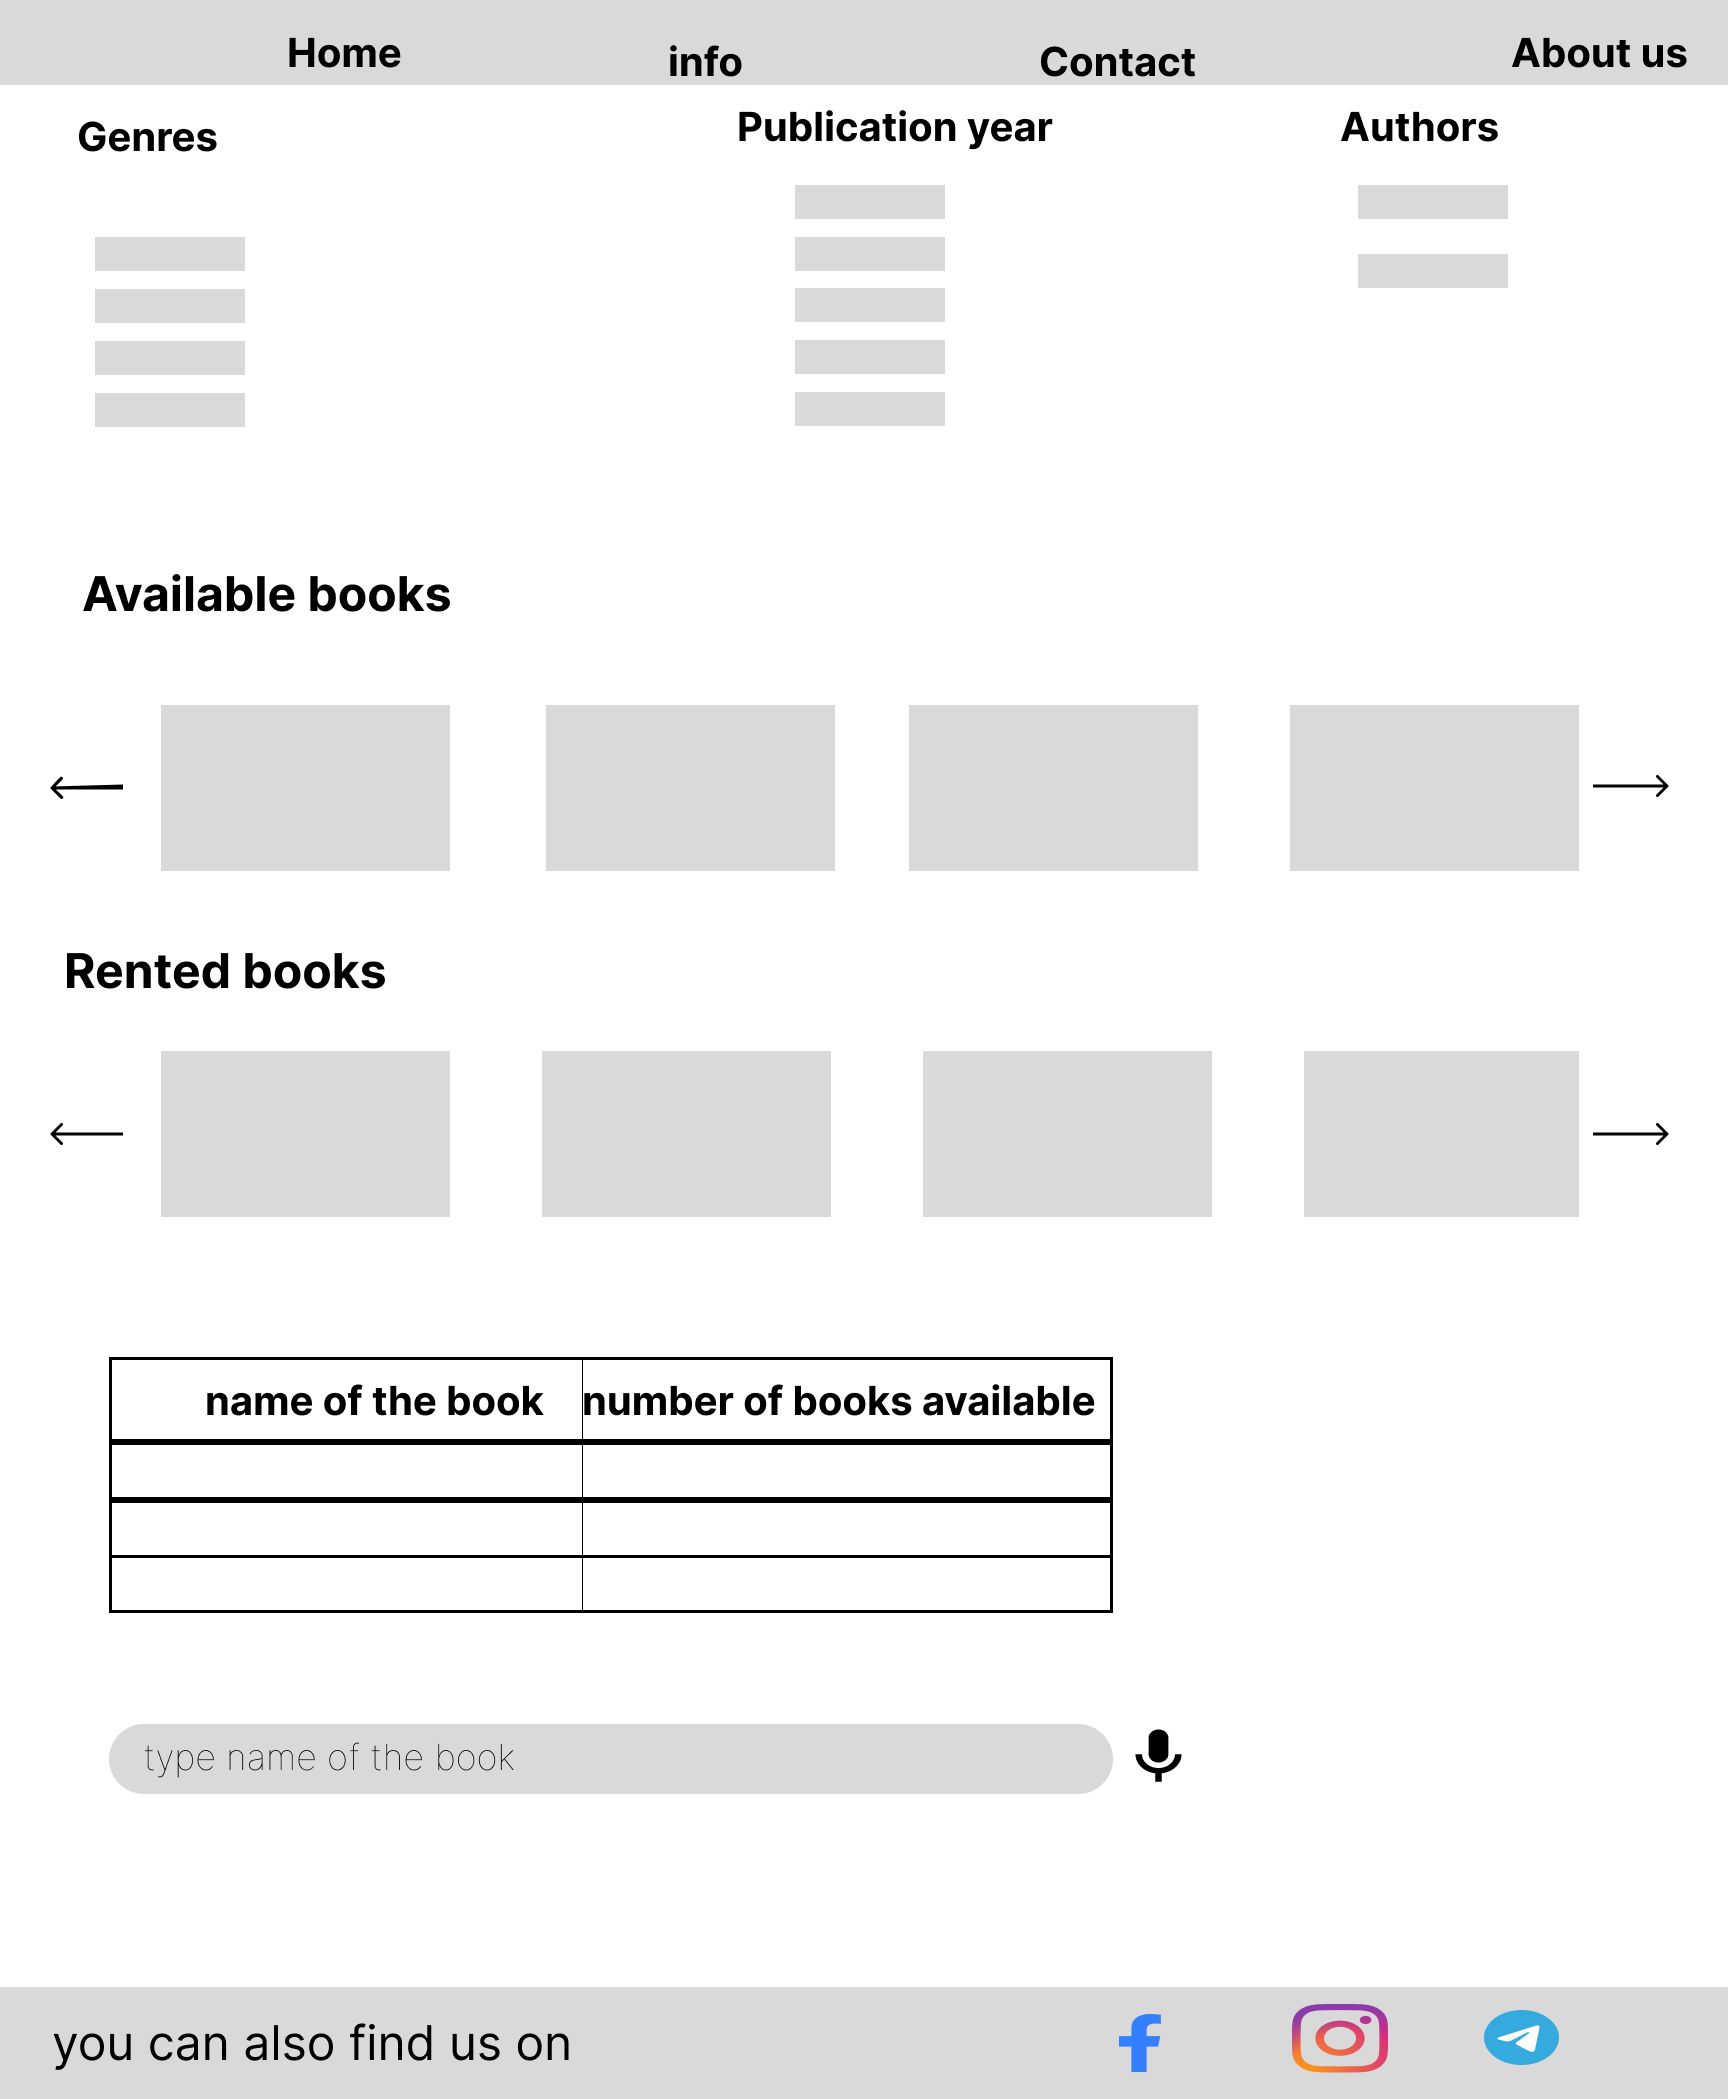 Home
info
Contact
About us
Genres
Publication year
Authors
Available books
Rented books
name of the book
number of books available
type name of the book
you can also find us on